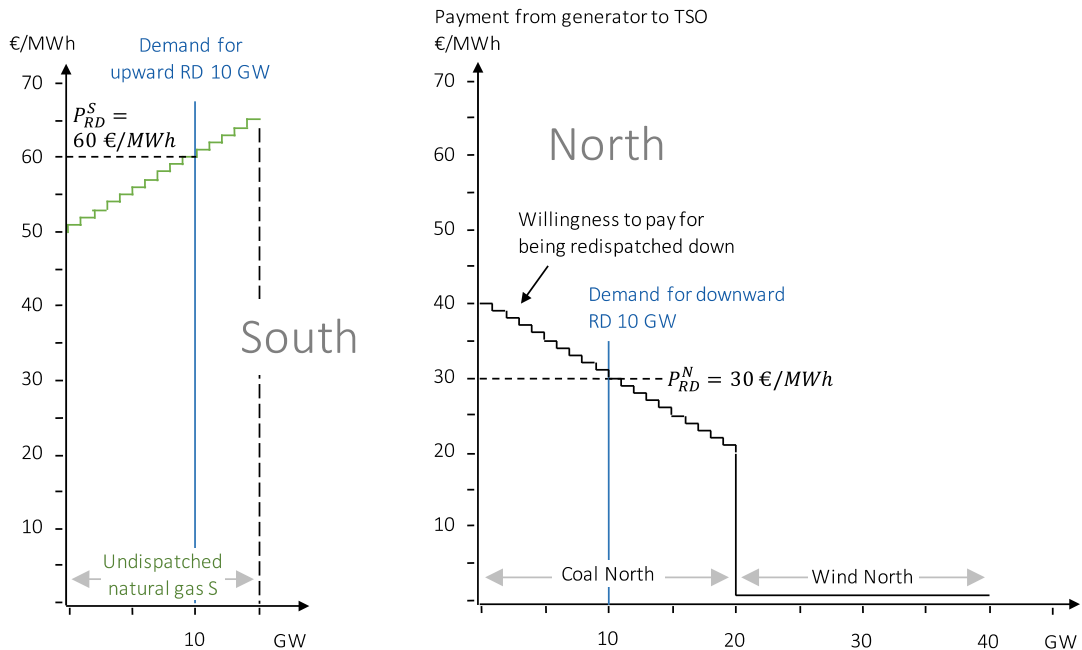 €/MWh
Demand for
upward RD 10 GW
70
P_RD^S =
60 €/MWh
60
50
40
South
30
20
10
Undispatched
natural gas S
10
GW
Payment from generator to TSO
€/MWh
70
North
60
Willingness to pay for
being redispatched down
50
40
Demand for downward
RD 10 GW
30
P_RD^N = 30 €/MWh
20
10
Coal North
Wind North
10
20
30
40
GW